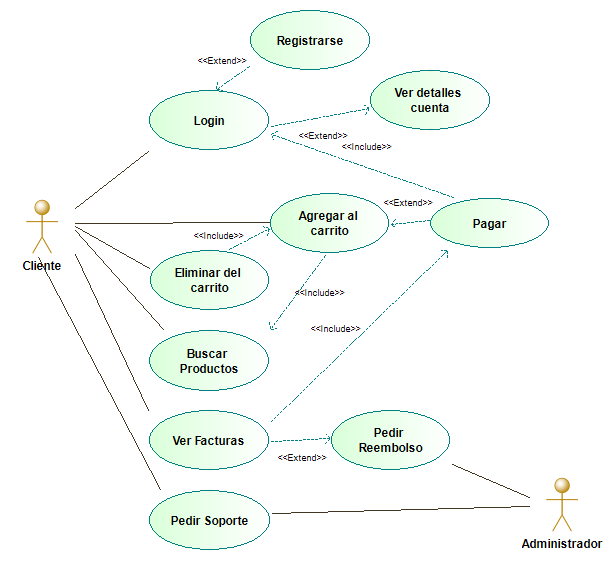 Registrarse
<<Extend>>
Ver detalles
cuenta
Login
<<Extend>>
<<Include>>
<<Extend>>
Agregar al
carrito
Pagar
<<Include>>
Cliente
Eliminar del
carrito
<<Include>>
<<Include>>
Buscar
Productos
Ver Facturas
Pedir
Reembolso
<<Extend>>
Pedir Soporte
Administrador